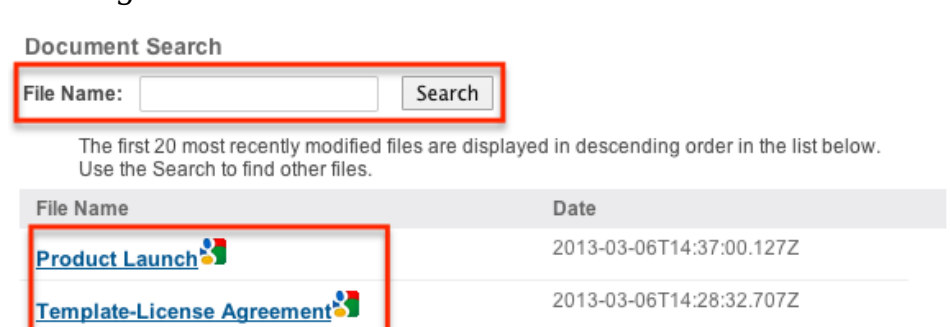 Document Search
File Name: Search
The first 20 most recently modified files are displayed in descending order in the list below.
Use the Search to find other files.
File Name Date
Product Launch 2013-03-06T14:37:00.127Z
Template-License Agreement 2013-03-06T14:28:32.707Z